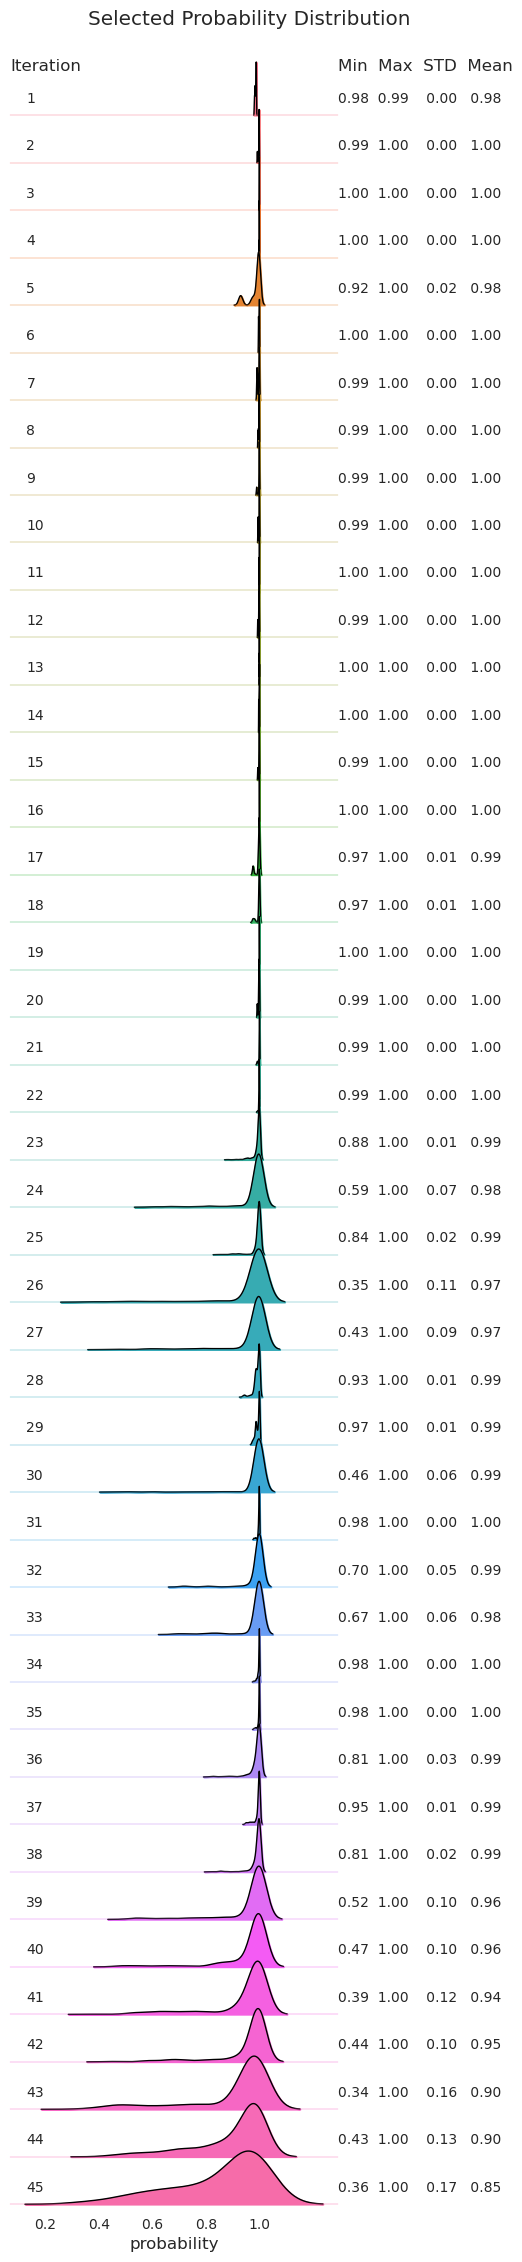 Selected Probability Distribution
Iteration Min Max STD Mean
1 0.98 0.99 0.00 0.98
2 0.99 1.00 0.00 1.00
3 1.00 1.00 0.00 1.00
4 1.00 1.00 0.00 1.00
5 0.92 1.00 0.02 0.98
6 1.00 1.00 0.00 1.00
7 0.99 1.00 0.00 1.00
8 0.99 1.00 0.00 1.00
9 0.99 1.00 0.00 1.00
10 0.99 1.00 0.00 1.00
11 1.00 1.00 0.00 1.00
12 0.99 1.00 0.00 1.00
13 1.00 1.00 0.00 1.00
14 1.00 1.00 0.00 1.00
15 0.99 1.00 0.00 1.00
16 1.00 1.00 0.00 1.00
17 0.97 1.00 0.01 0.99
18 0.97 1.00 0.01 1.00
19 1.00 1.00 0.00 1.00
20 0.99 1.00 0.00 1.00
21 0.99 1.00 0.00 1.00
22 0.99 1.00 0.00 1.00
23 0.88 1.00 0.01 0.99
24 0.59 1.00 0.07 0.98
25 0.84 1.00 0.02 0.99
26 0.35 1.00 0.11 0.97
27 0.43 1.00 0.09 0.97
28 0.93 1.00 0.01 0.99
29 0.97 1.00 0.01 0.99
30 0.46 1.00 0.06 0.99
31 0.98 1.00 0.00 1.00
32 0.70 1.00 0.05 0.99
33 0.67 1.00 0.06 0.98
34 0.98 1.00 0.00 1.00
35 0.98 1.00 0.00 1.00
36 0.81 1.00 0.03 0.99
37 0.95 1.00 0.01 0.99
38 0.81 1.00 0.02 0.99
39 0.52 1.00 0.10 0.96
40 0.47 1.00 0.10 0.96
41 0.39 1.00 0.12 0.94
42 0.44 1.00 0.10 0.95
43 0.34 1.00 0.16 0.90
44 0.43 1.00 0.13 0.90
45 0.36 1.00 0.17 0.85
0.2 0.4 0.6 0.8 1.0
probability